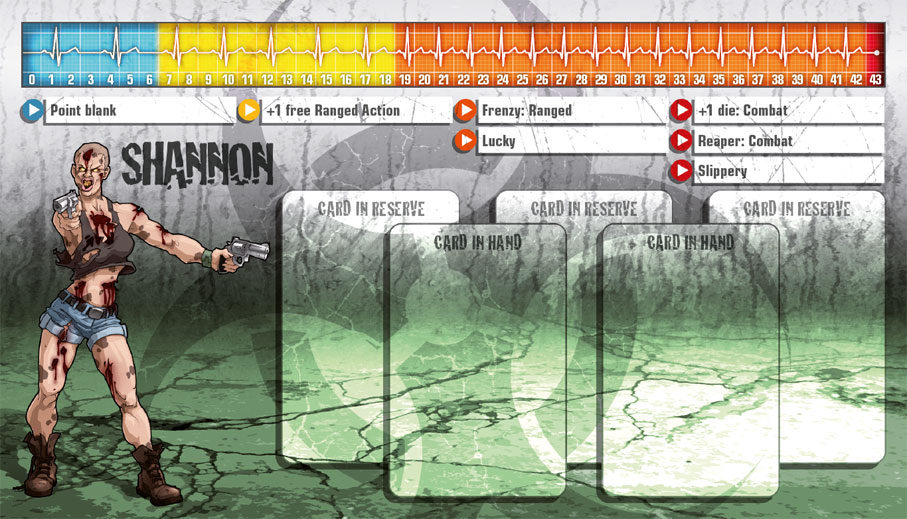 0 1 2 3 4 5 6 7 8 9 10 11 12 13 14 15 16 17 18 19 20 21 22 23 24 25 26 27 28 29 30 31 32 33 34 35 36 37 38 39 40 41 42 43
Point blank
+1 free Ranged Action
Frenzy: Ranged
+1 die: Combat
Lucky
Reaper: Combat
Slippery
SHANNON
CARD IN RESERVE
CARD IN RESERVE
CARD IN RESERVE
CARD IN HAND
CARD IN HAND